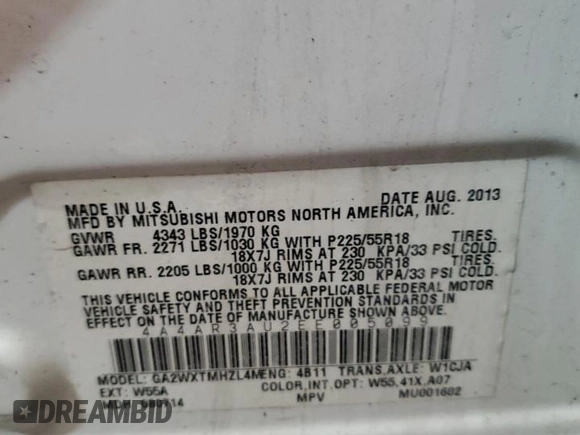 MADE IN U.S.A. DATE AUG. 2013
MFD BY MITSUBISHI MOTORS NORTH AMERICA, INC.
GVWR 4343 LBS/1970 KG
GAWR FR. 2271 LBS/1030 KG WITH P225/55R18 TIRES.
18X7J RIMS AT 230 KPA/33 PSI COLD.
GAWR RR. 2205 LBS/1000 KG WITH P225/55R18 TIRES.
18X7J RIMS AT 230 KPA/33 PSI COLD.
THIS VEHICLE CONFORMS TO ALL APPLICABLE FEDERAL MOTOR
VEHICLE SAFETY AND THEFT PREVENTION STANDARDS IN
EFFECT ON THE DATE OF MANUFACTURE SHOWN ABOVE.
4A4AR3AU2EE005099
MODEL: GA2WXTMHZL4M ENG: 4B11 TRANS,AXLE: W1CJA
EXT: W55A COLOR,INT,OPT: W55,41X,A07
MPV MU001602
DREAMBID